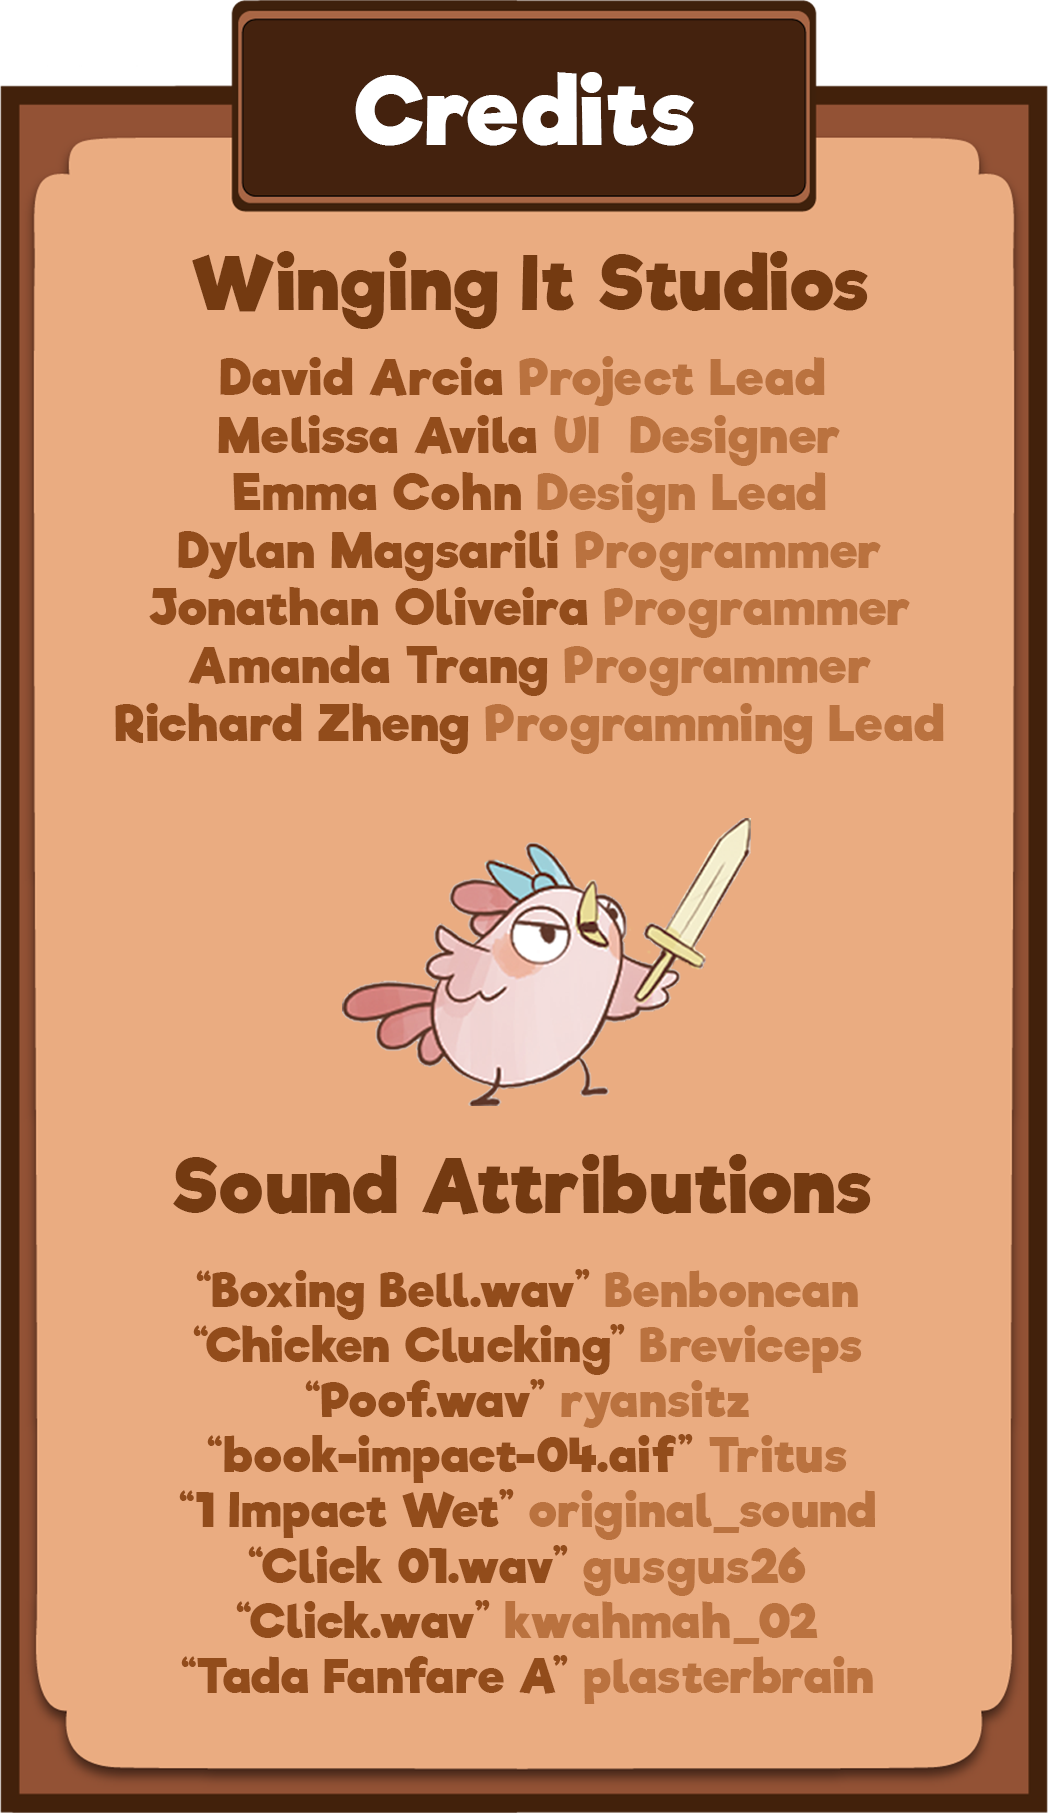 Credits
Winging It Studios
David Arcia Project Lead
Melissa Avila UI Designer
Emma Cohn Design Lead
Dylan Magsarili Programmer
Jonathan Oliveira Programmer
Amanda Trang Programmer
Richard Zheng Programming Lead
Sound Attributions
“Boxing Bell.wav” Benboncan
“Chicken Clucking” Breviceps
“Poof.wav” ryansitz
“book-impact-04.aif” Tritus
“1 Impact Wet” original_sound
“Click 01.wav” gusgus26
“Click.wav” kwahmah_02
“Tada Fanfare A” plasterbrain